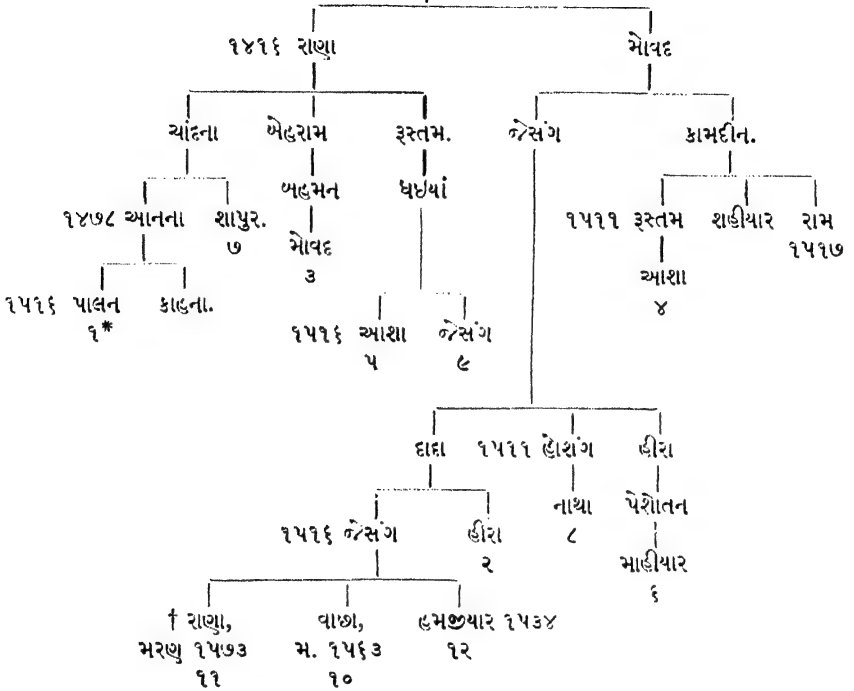 ૧૪૧૬ રાણા મોવદ
ચાંદના બેહરામ રૂસ્તમ. જેસંગ કામદીન.
બહમન ધઈયાં
૧૪૭૮ આનના શાપુર. ૧૫૧૧ રૂસ્તમ શહીયાર રામ
૭ મોવદ ૧૫૧૭
૩ આશા
૧૫૧૬ પાલન કાહના. ૪
૧* ૧૫૧૬ આશા જેસંગ
૫ ૯
દાદા ૧૫૧૧ હોશંગ હીરા
નાથા પેશોતન
૧૫૧૬ જેસંગ હીરા ૮
૨ માહીયાર
૬
† રાણા, વાછા, હમજીયાર ૧૫૩૪
મરણ ૧૫૭૩ મ. ૧૫૬૩ ૧૨
૧૧ ૧૦